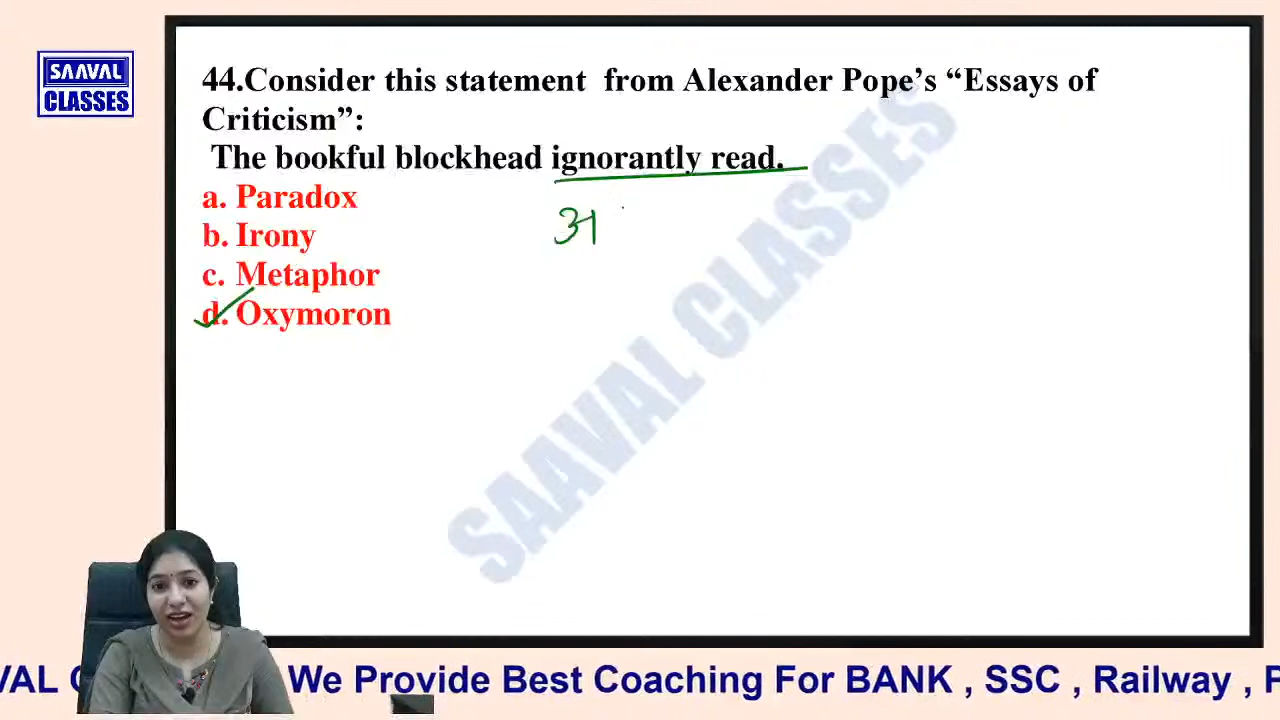 SAAVAL
CLASSES
44.Consider this statement from Alexander Pope’s “Essays of
Criticism”:
The bookful blockhead ignorantly read.
a. Paradox
b. Irony
c. Metaphor
d. Oxymoron
अ
SAAVAL CLASSES
VAL We Provide Best Coaching For BANK , SSC , Railway ,